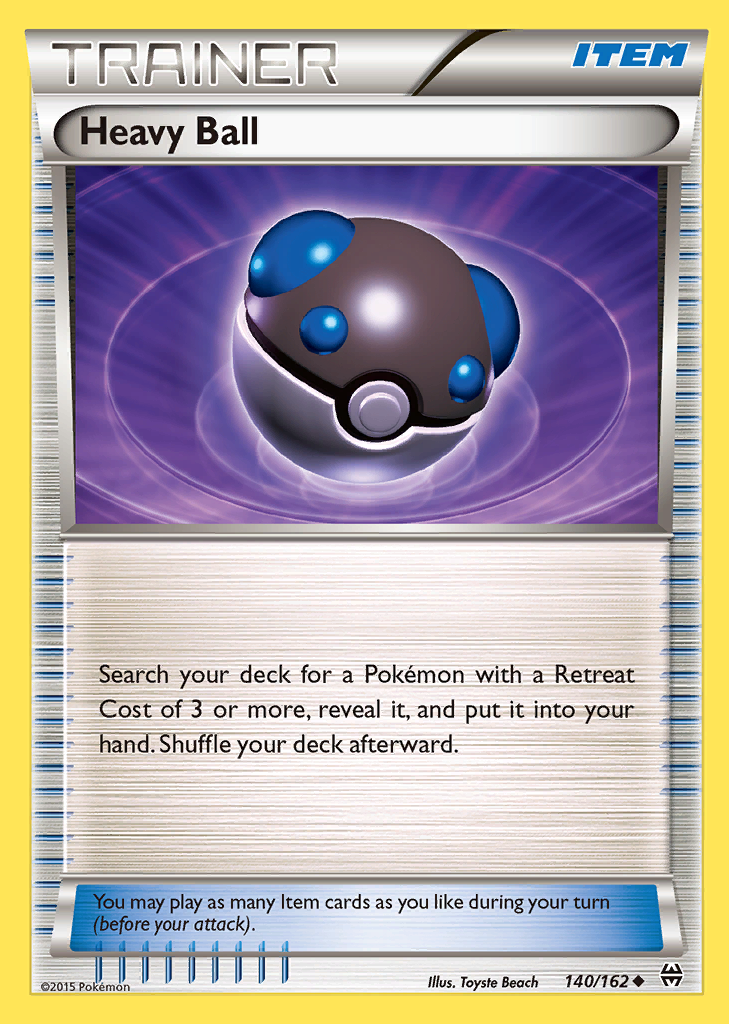 TRAINER
ITEM
Heavy Ball
Search your deck for a Pokémon with a Retreat
Cost of 3 or more, reveal it, and put it into your
hand. Shuffle your deck afterward.
You may play as many Item cards as you like during your turn
(before your attack).
©2015 Pokémon
Illus. Toyste Beach
140/162